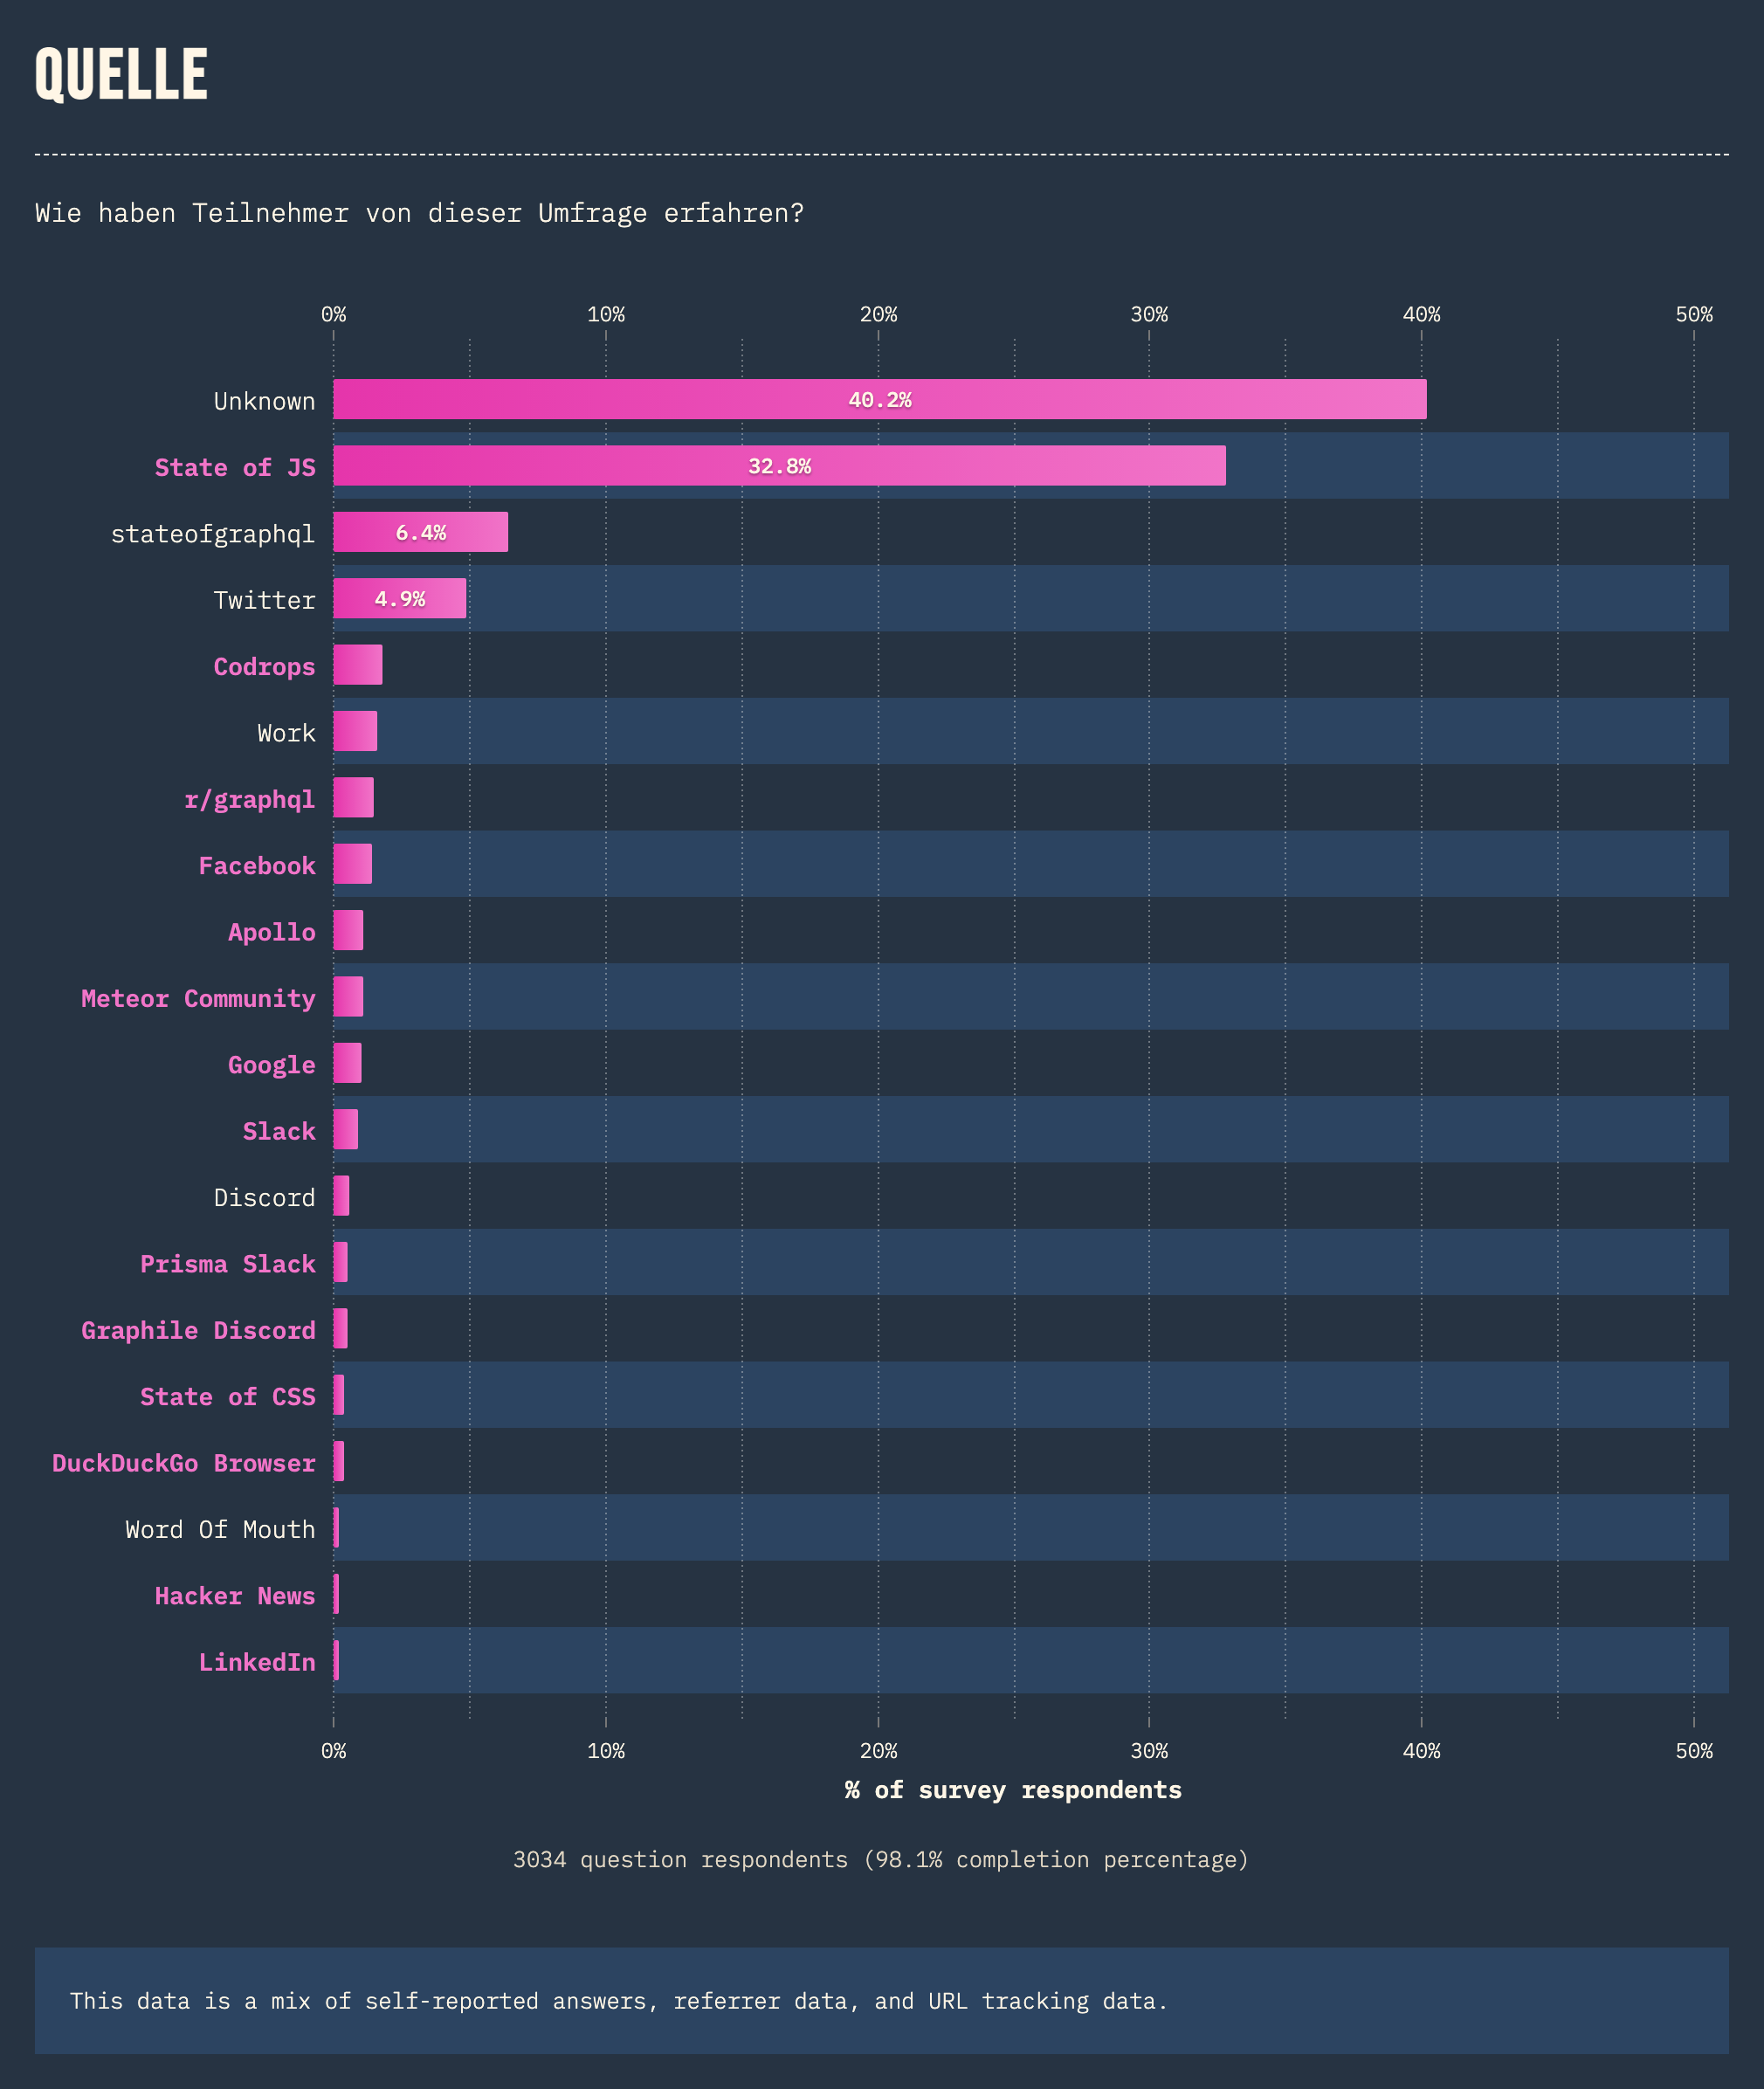 QUELLE
Wie haben Teilnehmer von dieser Umfrage erfahren?
0% 10% 20% 30% 40% 50%
Unknown 40.2%
State of JS 32.8%
stateofgraphql 6.4%
Twitter 4.9%
Codrops
Work
r/graphql
Facebook
Apollo
Meteor Community
Google
Slack
Discord
Prisma Slack
Graphile Discord
State of CSS
DuckDuckGo Browser
Word Of Mouth
Hacker News
LinkedIn
0% 10% 20% 30% 40% 50%
% of survey respondents
3034 question respondents (98.1% completion percentage)
This data is a mix of self-reported answers, referrer data, and URL tracking data.